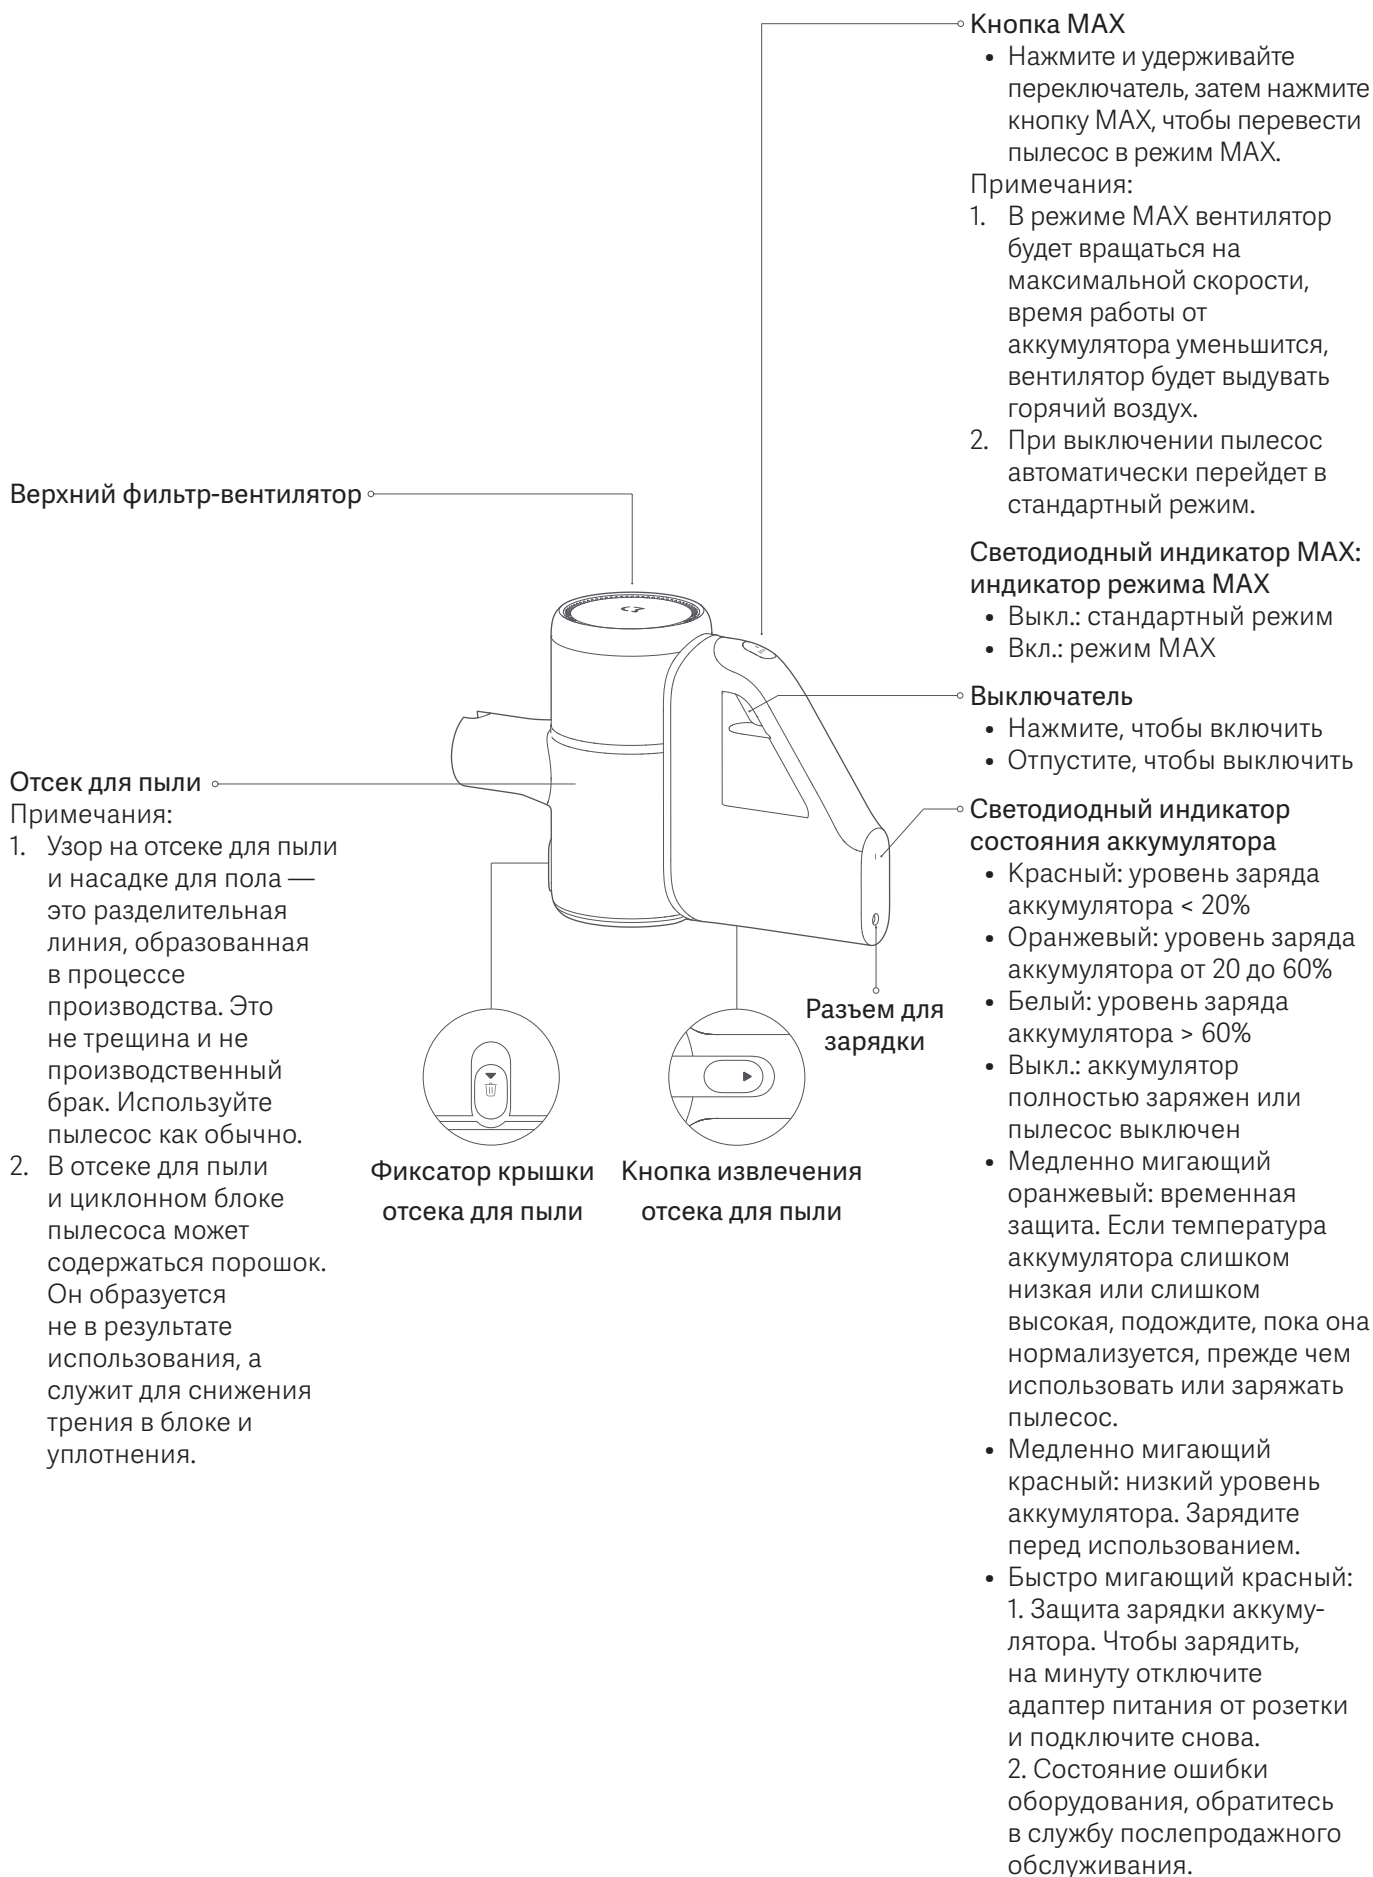 Кнопка MAX
• Нажмите и удерживайте
переключатель, затем нажмите
кнопку MAX, чтобы перевести
пылесос в режим MAX.
Примечания:
1. В режиме MAX вентилятор
будет вращаться на
максимальной скорости,
время работы от
аккумулятора уменьшится,
вентилятор будет выдувать
горячий воздух.
2. При выключении пылесос
автоматически перейдет в
стандартный режим.
Светодиодный индикатор MAX:
индикатор режима MAX
• Выкл.: стандартный режим
• Вкл.: режим MAX
Выключатель
• Нажмите, чтобы включить
• Отпустите, чтобы выключить
Светодиодный индикатор
состояния аккумулятора
• Красный: уровень заряда
аккумулятора < 20%
• Оранжевый: уровень заряда
аккумулятора от 20 до 60%
• Белый: уровень заряда
аккумулятора > 60%
• Выкл.: аккумулятор
полностью заряжен или
пылесос выключен
• Медленно мигающий
оранжевый: временная
защита. Если температура
аккумулятора слишком
низкая или слишком
высокая, подождите, пока она
нормализуется, прежде чем
использовать или заряжать
пылесос.
• Медленно мигающий
красный: низкий уровень
аккумулятора. Зарядите
перед использованием.
• Быстро мигающий красный:
1. Защита зарядки аккуму-
лятора. Чтобы зарядить,
на минуту отключите
адаптер питания от розетки
и подключите снова.
2. Состояние ошибки
оборудования, обратитесь
в службу послепродажного
обслуживания.
Верхний фильтр-вентилятор
Отсек для пыли
Примечания:
1. Узор на отсеке для пыли
и насадке для пола —
это разделительная
линия, образованная
в процессе
производства. Это
не трещина и не
производственный
брак. Используйте
пылесос как обычно.
2. В отсеке для пыли
и циклонном блоке
пылесоса может
содержаться порошок.
Он образуется
не в результате
использования, а
служит для снижения
трения в блоке и
уплотнения.
Фиксатор крышки
отсека для пыли
Кнопка извлечения
отсека для пыли
Разъем для
зарядки